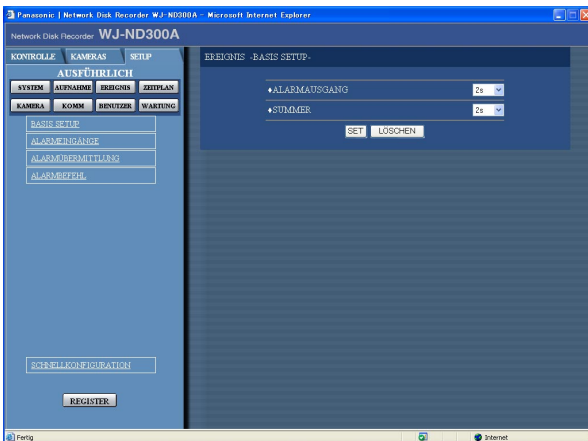 Panasonic | Network Disk Recorder WJ-ND300A - Microsoft Internet Explorer
Network Disk Recorder WJ-ND300A
KONTROLLE KAMERAS SETUP
AUSFÜHRLICH
SYSTEM AUFNAHME EREIGNIS ZEITPLAN
KAMERA KOMM BENUTZER WARTUNG
BASIS SETUP
ALARMEINGÄNGE
ALARMÜBERMITTLUNG
ALARMBEFEHL
SCHNELLKONFIGURATION
REGISTER
EREIGNIS -BASIS SETUP-
♦ALARMAUSGANG 2s
♦SUMMER 2s
SET LÖSCHEN
Fertig Internet